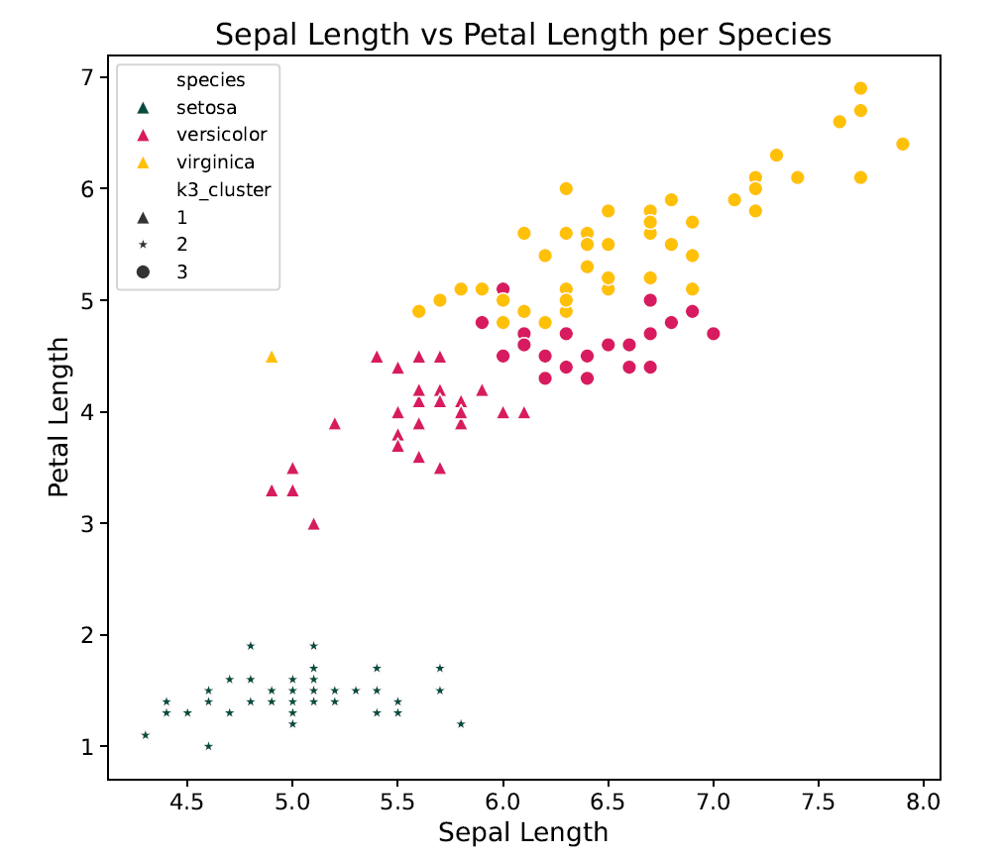 Sepal Length vs Petal Length per Species
species
setosa
versicolor
virginica
k3_cluster
1
2
3
7
6
5
4
3
2
1
Petal Length
4.5 5.0 5.5 6.0 6.5 7.0 7.5 8.0
Sepal Length